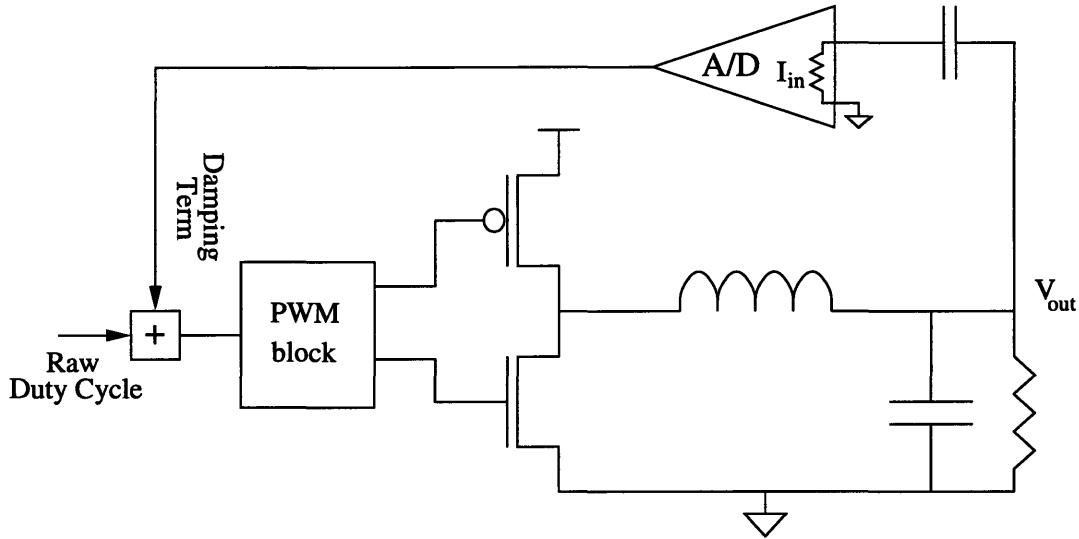 A/D
I_in
Damping
Term
PWM
block
+
Raw
Duty Cycle
V_out